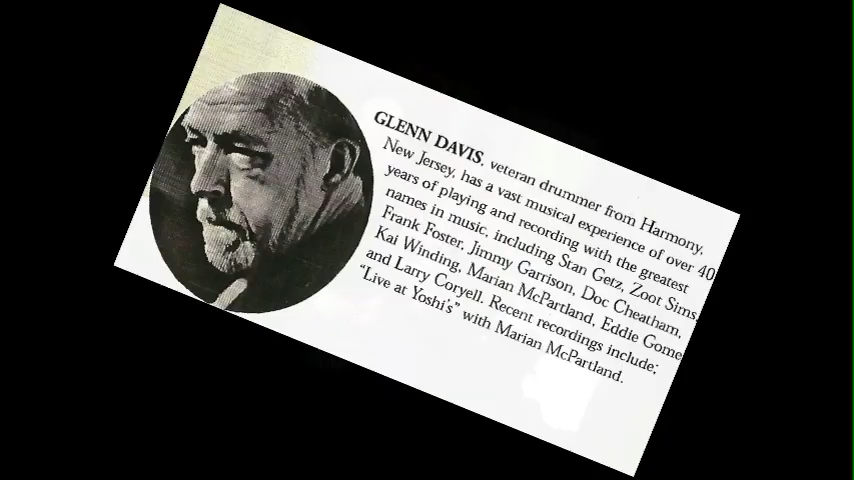 GLENN DAVIS, veteran drummer from Harmony,
New Jersey, has a vast musical experience of over 40
years of playing and recording with the greatest
names in music, including Stan Getz, Zoot Sims,
Frank Foster, Jimmy Garrison, Doc Cheatham,
Kai Winding, Marian McPartland, Eddie Gome
and Larry Coryell. Recent recordings include;
"Live at Yoshi's" with Marian McPartland.